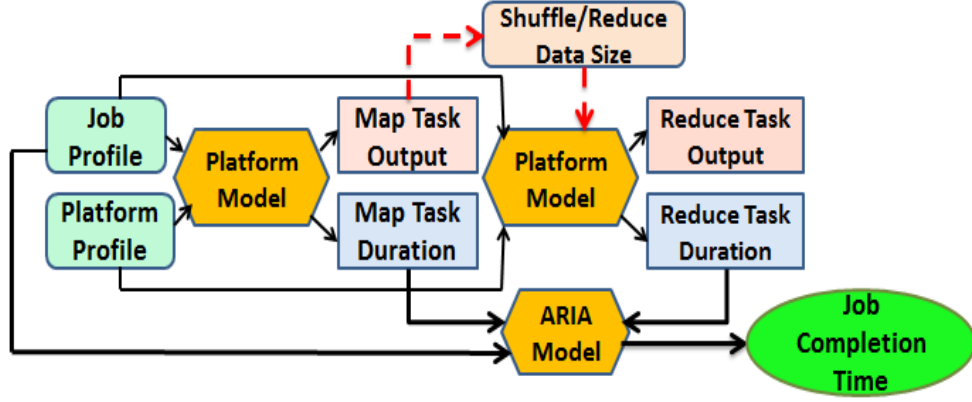 Shuffle/Reduce
Data Size
Job
Profile
Platform
Model
Map Task
Output
Platform
Model
Reduce Task
Output
Platform
Profile
Map Task
Duration
Reduce Task
Duration
ARIA
Model
Job
Completion
Time